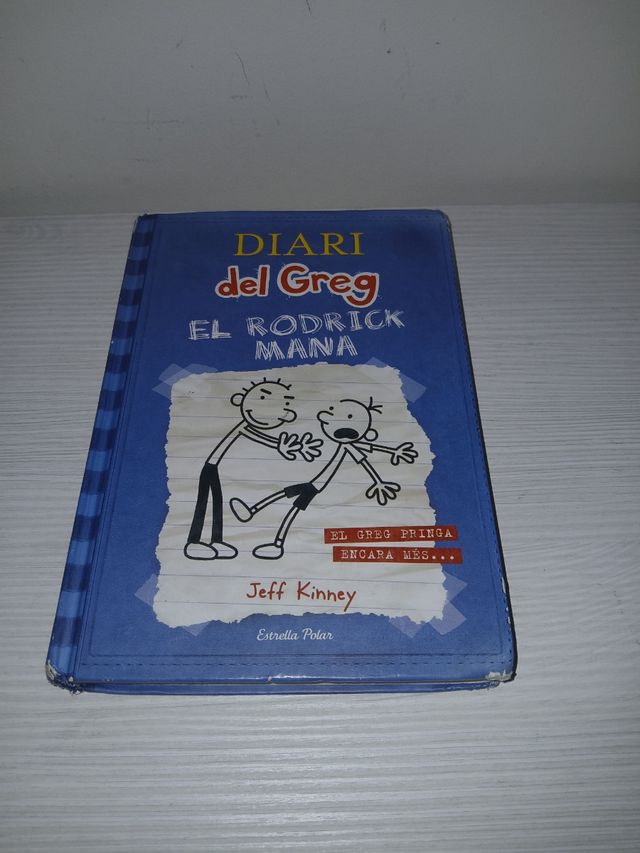 DIARI
del Greg
EL RODRICK
MANA
EL GREG PRINGA
ENCARA MÉS...
Jeff Kinney
Estrella Polar